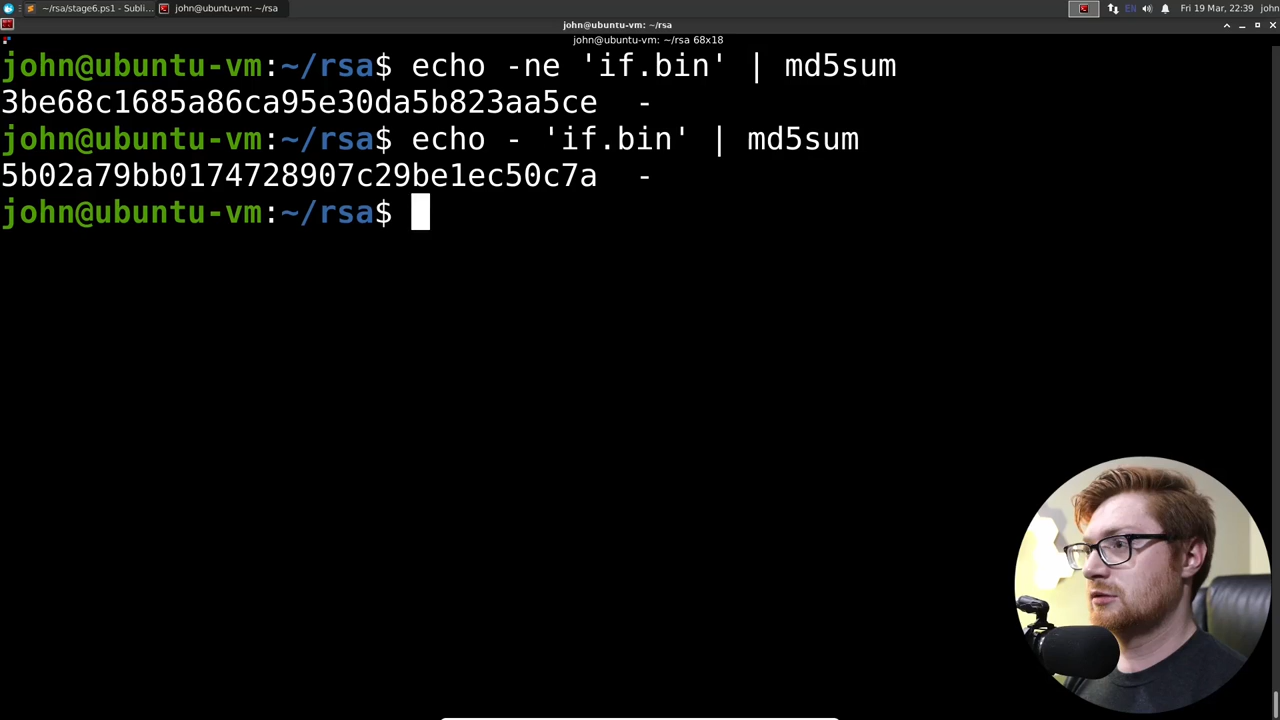 ~/rsa/stage6.ps1 - Subli... john@ubuntu-vm: ~/rsa EN Fri 19 Mar, 22:39 john
john@ubuntu-vm: ~/rsa
john@ubuntu-vm: ~/rsa 68x18
john@ubuntu-vm:~/rsa$ echo -ne 'if.bin' | md5sum
3be68c1685a86ca95e30da5b823aa5ce  -
john@ubuntu-vm:~/rsa$ echo - 'if.bin' | md5sum
5b02a79bb0174728907c29be1ec50c7a  -
john@ubuntu-vm:~/rsa$